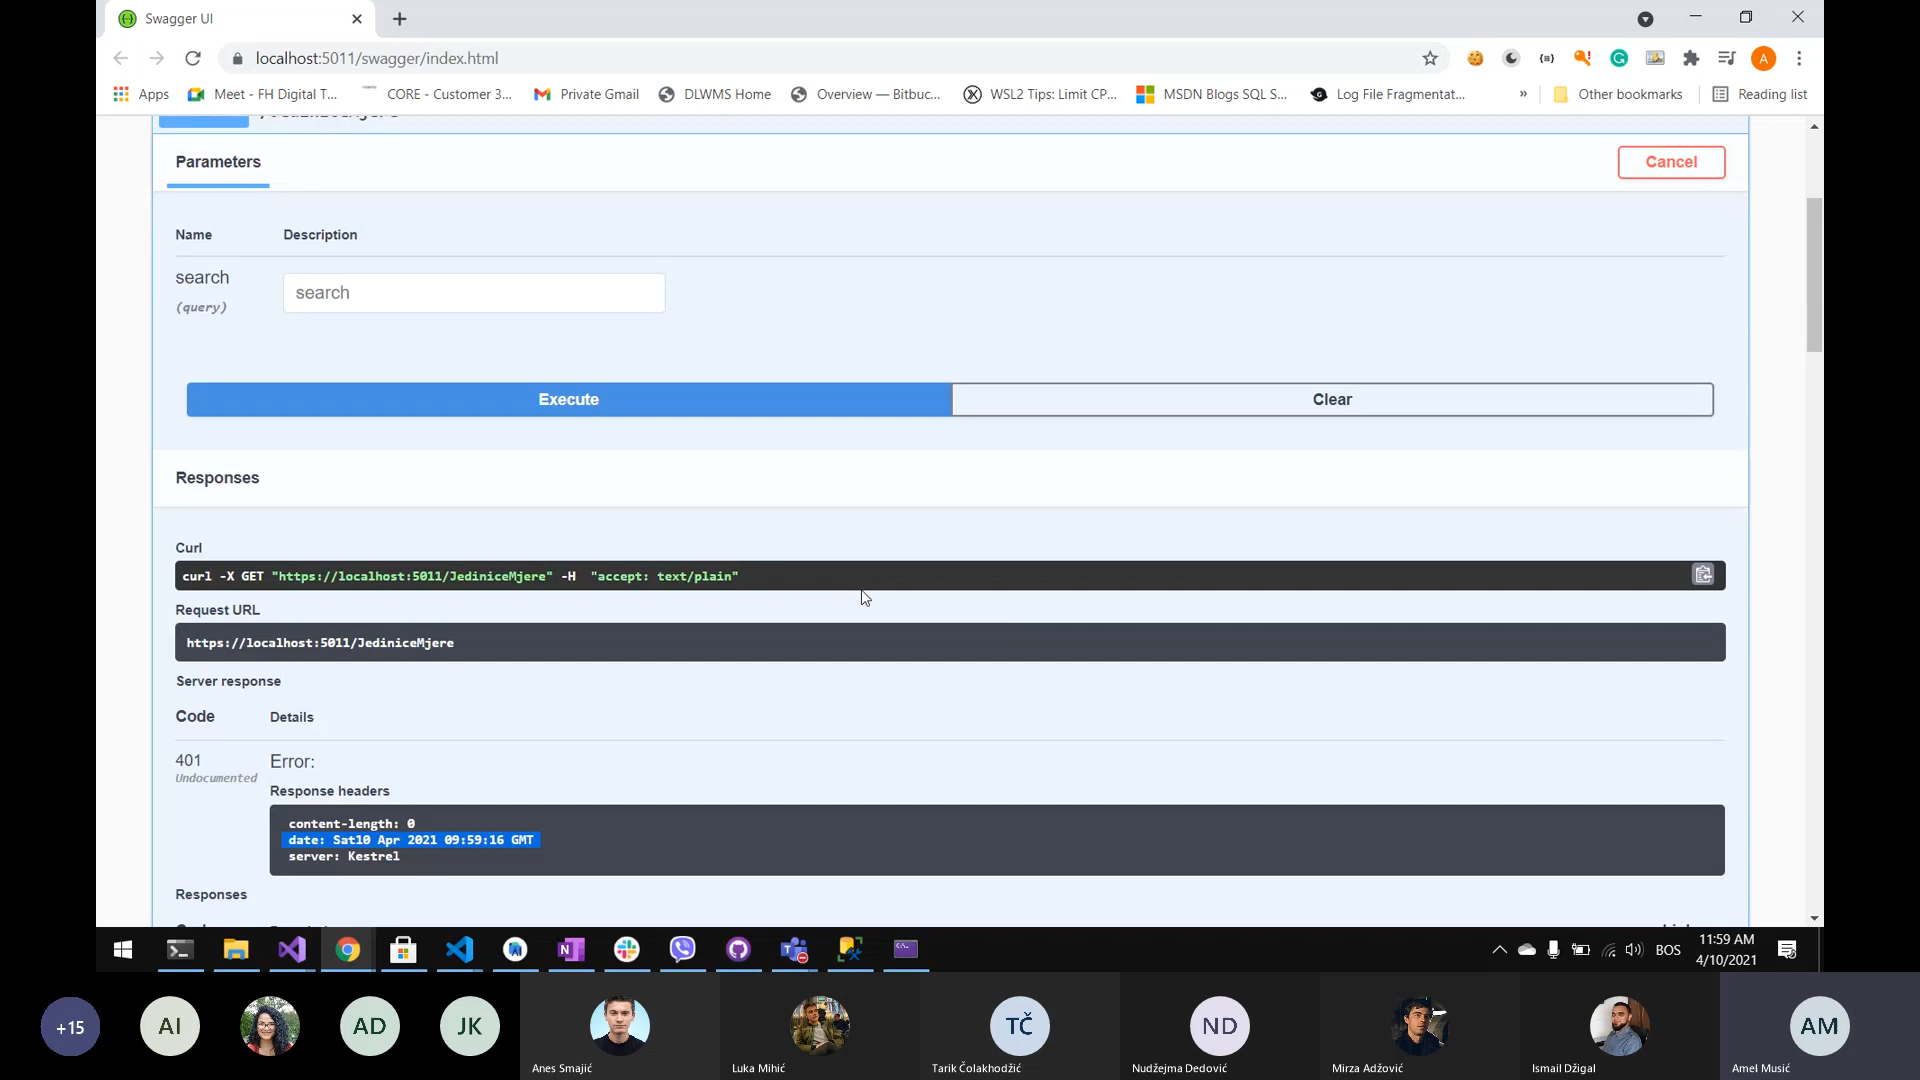 Swagger UI
localhost:5011/swagger/index.html
A
Apps
Meet - FH Digital T...
CORE - Customer 3...
Private Gmail
DLWMS Home
Overview — Bitbuc...
WSL2 Tips: Limit CP...
MSDN Blogs SQL S...
Log File Fragmentat...
»
Other bookmarks
Reading list
Parameters
Cancel
Name
Description
search
(query)
search
Execute
Clear
Responses
Curl
curl -X GET "https://localhost:5011/JediniceMjere" -H  "accept: text/plain"
Request URL
https://localhost:5011/JediniceMjere
Server response
Code
Details
401
Undocumented
Error:
Response headers
content-length: 0
date: Sat10 Apr 2021 09:59:16 GMT
server: Kestrel
Responses
BOS
11:59 AM
4/10/2021
+15
AI
AD
JK
Anes Smajić
Luka Mihić
TČ
Tarik Čolakhodžić
ND
Nudžejma Dedović
Mirza Adžović
Ismail Džigal
AM
Amel Musić